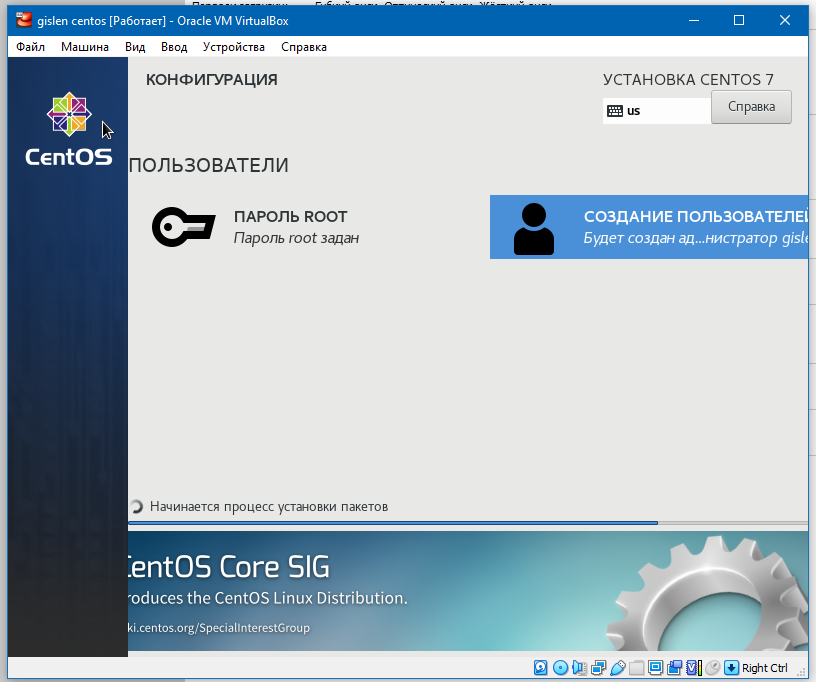 gislen centos [Работает] - Oracle VM VirtualBox
Файл Машина Вид Ввод Устройства Справка
КОНФИГУРАЦИЯ
УСТАНОВКА CENTOS 7
us
Справка
CentOS
ПОЛЬЗОВАТЕЛИ
ПАРОЛЬ ROOT
Пароль root задан
СОЗДАНИЕ ПОЛЬЗОВАТЕЛЕЙ
Будет создан ад...нистратор gisle
Начинается процесс установки пакетов
CentOS Core SIG
roduces the CentOS Linux Distribution.
ki.centos.org/SpecialInterestGroup
Right Ctrl